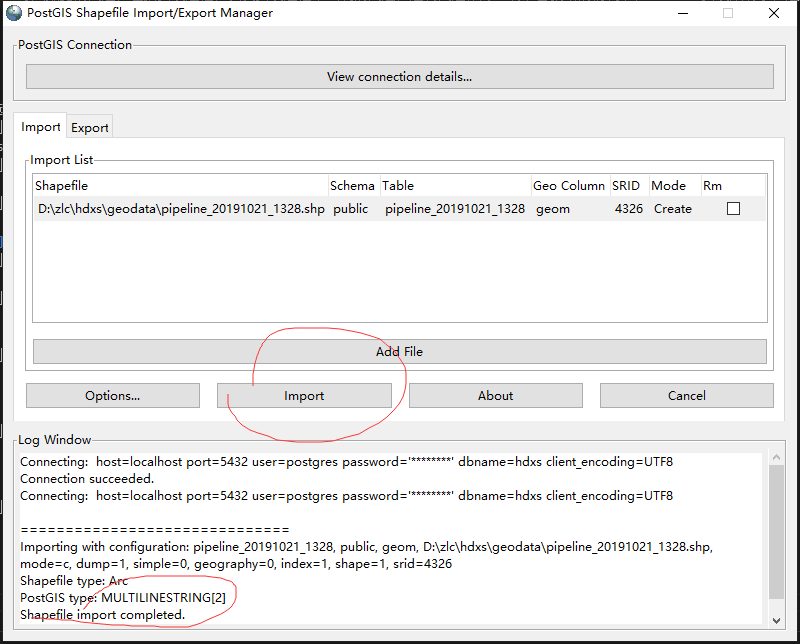 PostGIS Shapefile Import/Export Manager
PostGIS Connection
View connection details...
Import Export
Import List
Shapefile Schema Table Geo Column SRID Mode Rm
D:\zlc\hdxs\geodata\pipeline_20191021_1328.shp public pipeline_20191021_1328 geom 4326 Create
Add File
Options... Import About Cancel
Log Window
Connecting: host=localhost port=5432 user=postgres password='********' dbname=hdxs client_encoding=UTF8
Connection succeeded.
Connecting: host=localhost port=5432 user=postgres password='********' dbname=hdxs client_encoding=UTF8
==============================
Importing with configuration: pipeline_20191021_1328, public, geom, D:\zlc\hdxs\geodata\pipeline_20191021_1328.shp,
mode=c, dump=1, simple=0, geography=0, index=1, shape=1, srid=4326
Shapefile type: Arc
PostGIS type: MULTILINESTRING[2]
Shapefile import completed.